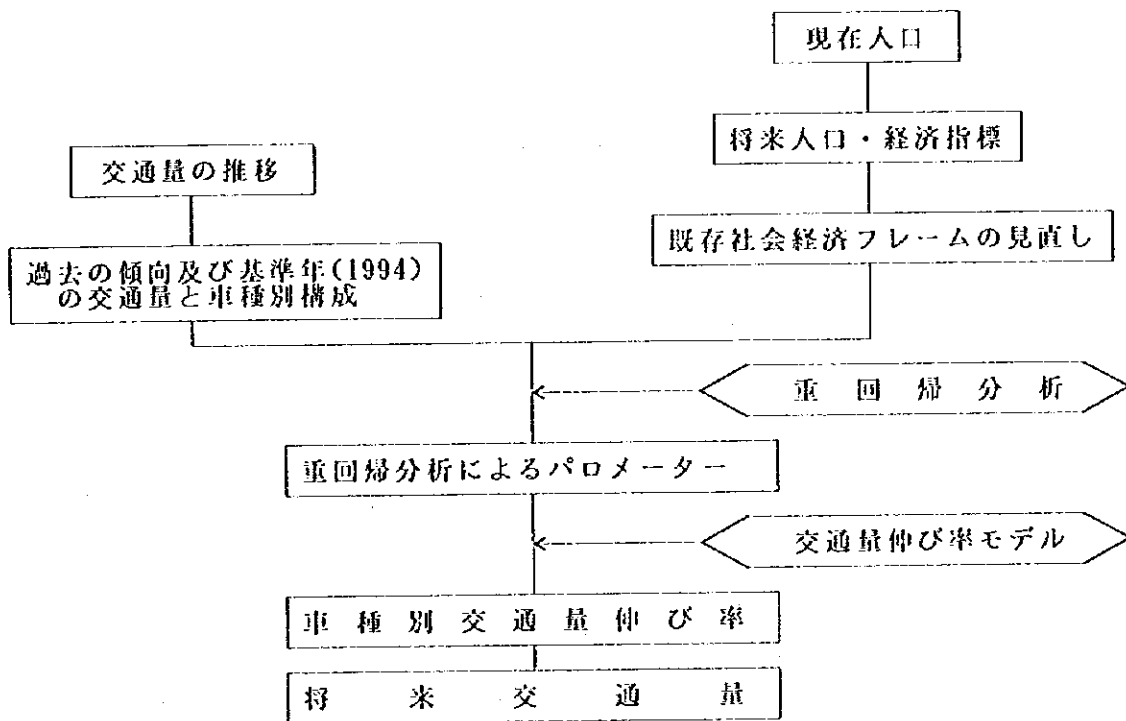 現在人口
将来人口・経済指標
交通量の推移
既存社会経済フレームの見直し
過去の傾向及び基準年(1994)
の交通量と車種別構成
重回帰分析
重回帰分析によるパロメーター
交通量伸び率モデル
車種別交通量伸び率
将来交通量